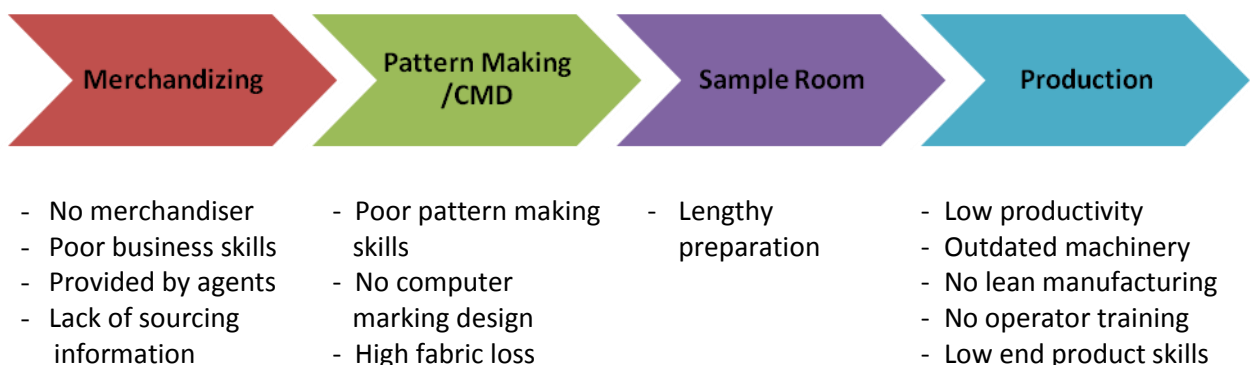 Merchandizing
Pattern Making
/CMD
Sample Room
Production
- No merchandiser
- Poor business skills
- Provided by agents
- Lack of sourcing
information
- Poor pattern making
skills
- No computer
marking design
- High fabric loss
- Lengthy
preparation
- Low productivity
- Outdated machinery
- No lean manufacturing
- No operator training
- Low end product skills